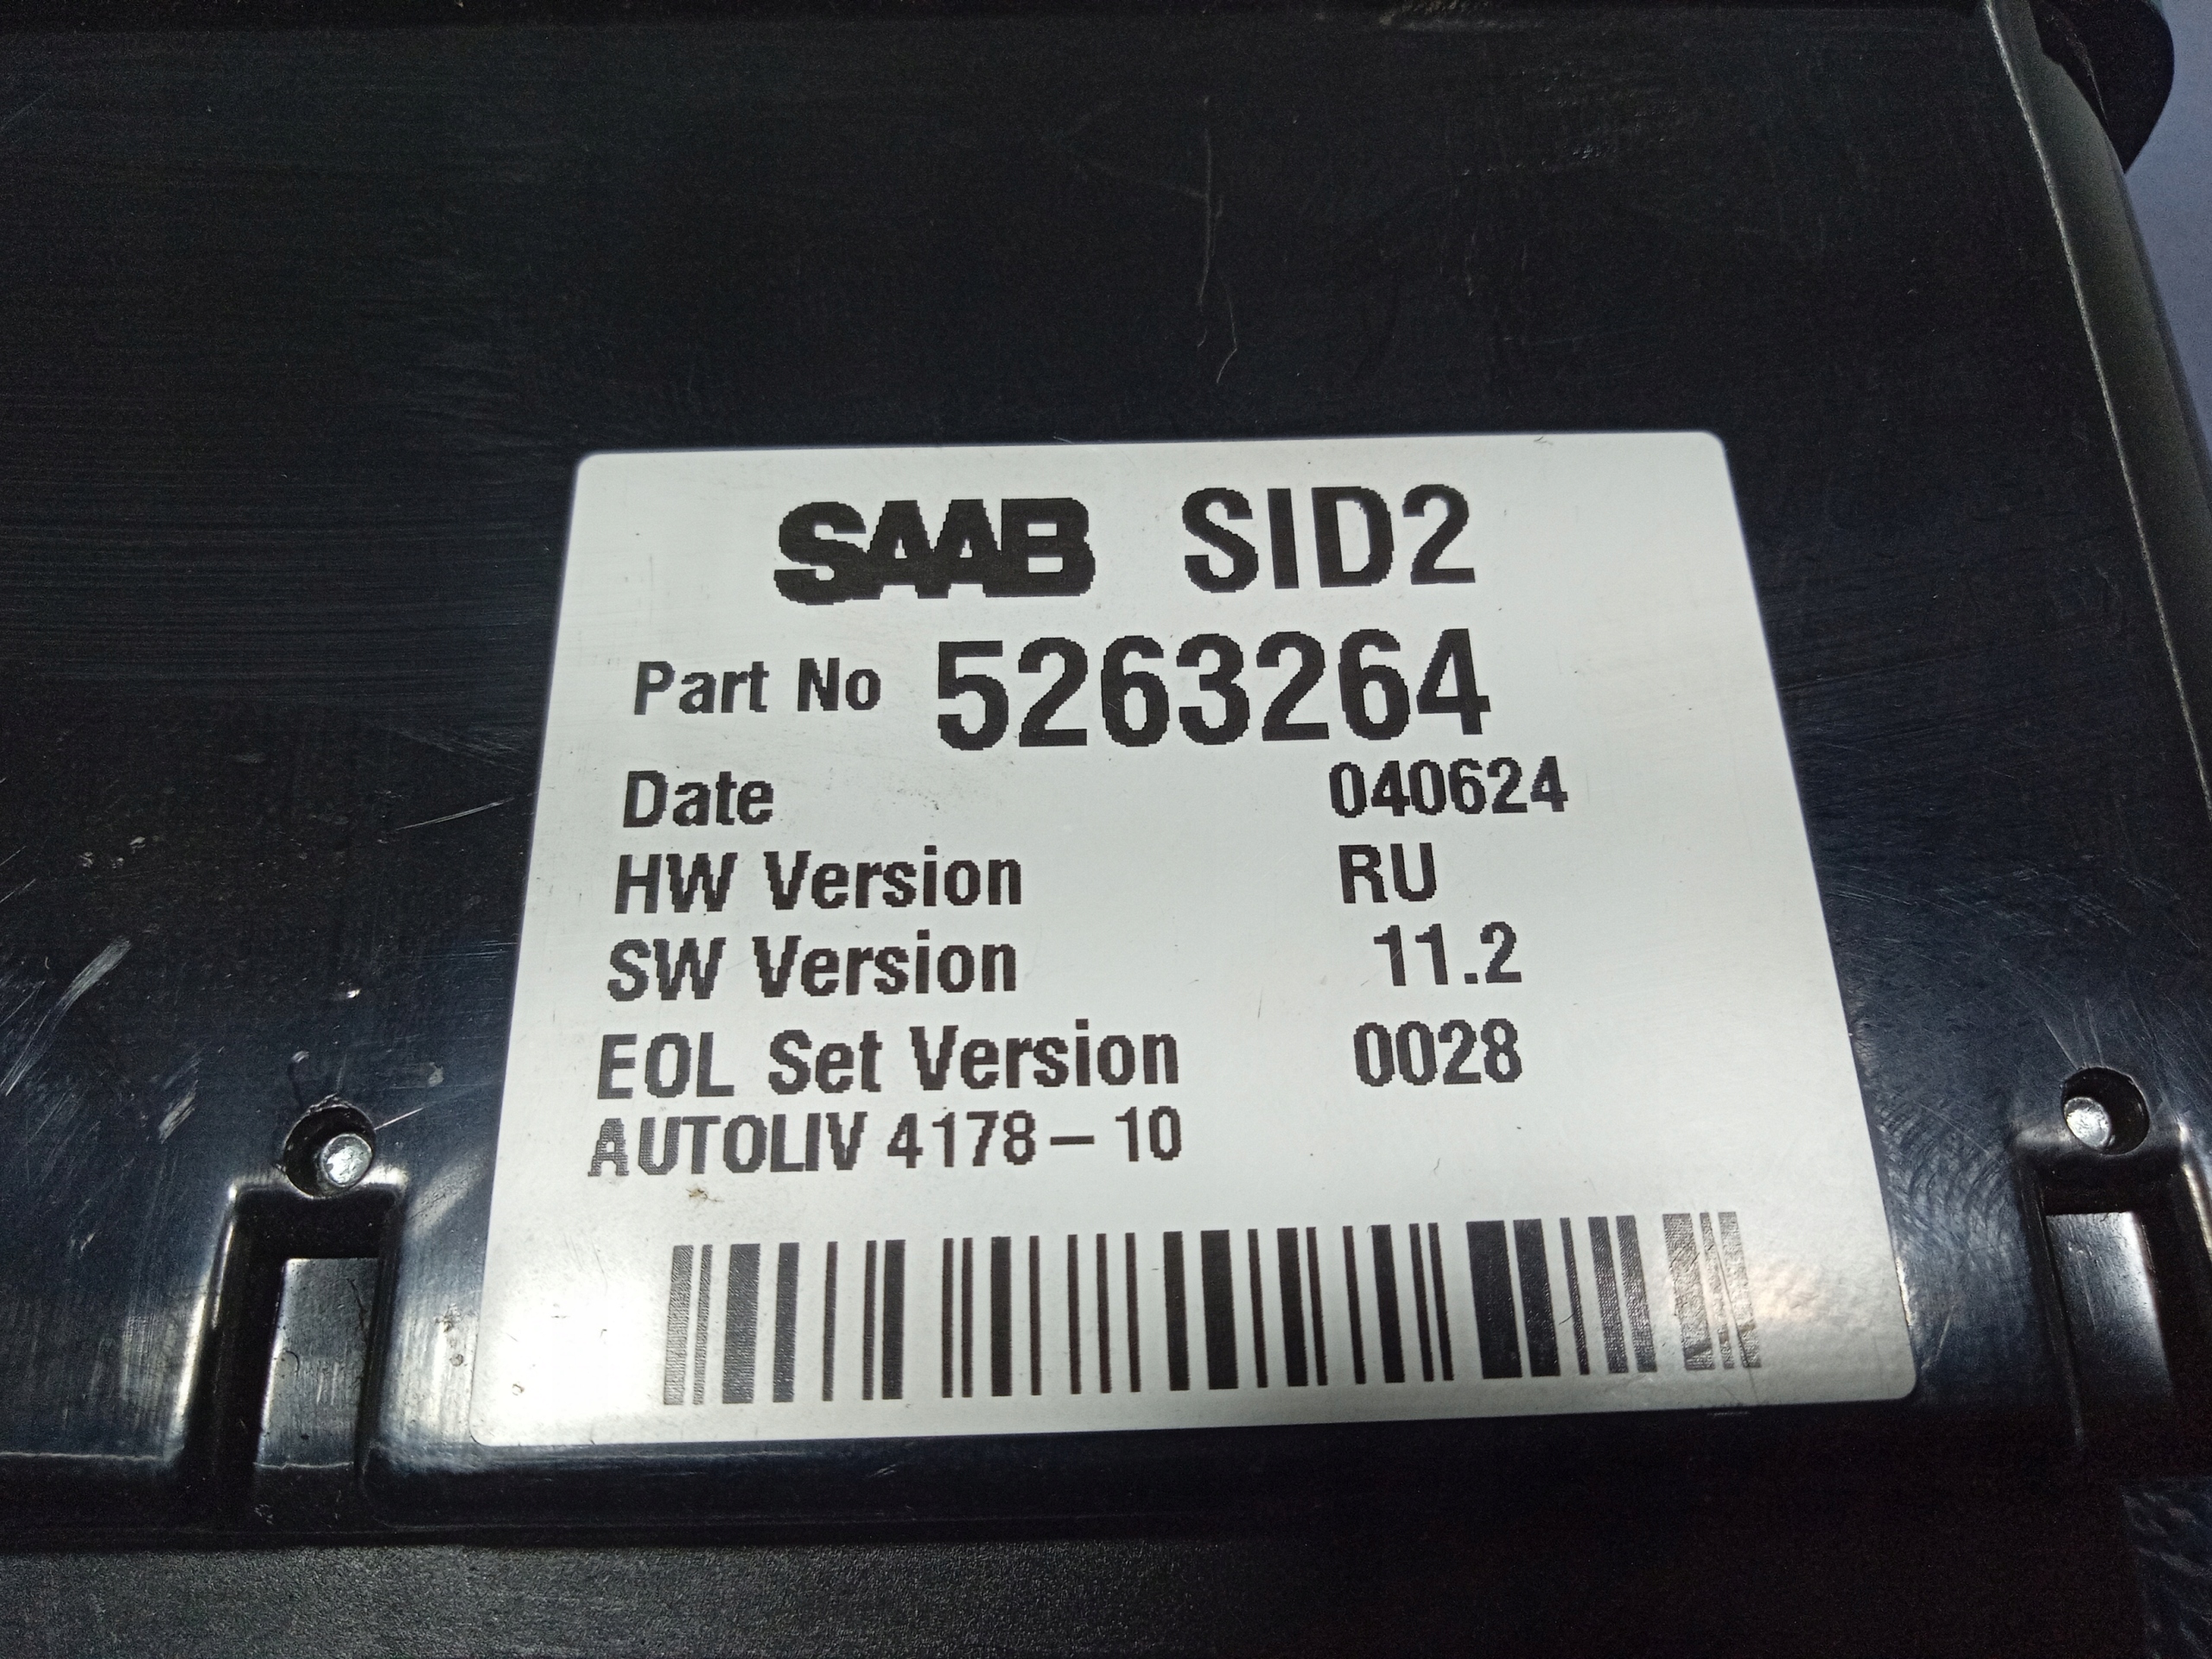 SAAB SID2
Part No 5263264
Date 040624
HW Version RU
SW Version 11.2
EOL Set Version 0028
AUTOLIV 4178-10